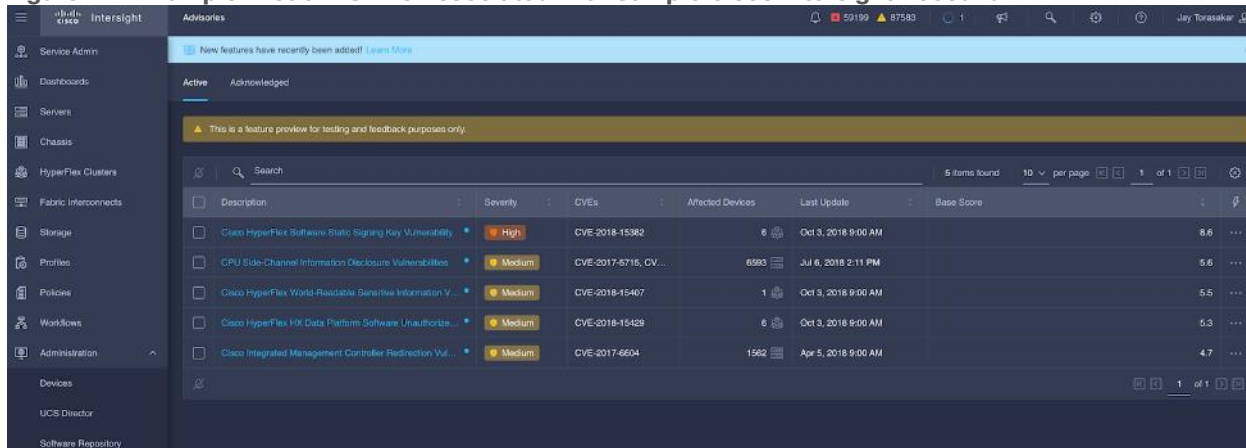 cisco Intersight
Advisories
59199 87583 1
Jay Torasakar
Service Admin
New features have recently been added! Learn More
Dashboards
Active Acknowledged
Servers
This is a feature preview for testing and feedback purposes only.
Chassis
HyperFlex Clusters
Search
5 items found 10 per page 1 of 1
Fabric Interconnects
Description Severity CVEs Affected Devices Last Update Base Score
Storage
Cisco HyperFlex Software Static Signing Key Vulnerability High CVE-2018-15382 6 Oct 3, 2018 9:00 AM 8.6
Profiles
CPU Side-Channel Information Disclosure Vulnerabilities Medium CVE-2017-5715, CV... 6593 Jul 6, 2018 2:11 PM 5.6
Policies
Cisco HyperFlex World-Readable Sensitive Information V... Medium CVE-2018-15407 1 Oct 3, 2018 9:00 AM 5.5
Workflows
Cisco HyperFlex HX Data Platform Software Unauthorize... Medium CVE-2018-15429 6 Oct 3, 2018 9:00 AM 5.3
Administration
Cisco Integrated Management Controller Redirection Vul... Medium CVE-2017-6604 1562 Apr 5, 2018 9:00 AM 4.7
Devices
1 of 1
UCS Director
Software Repository